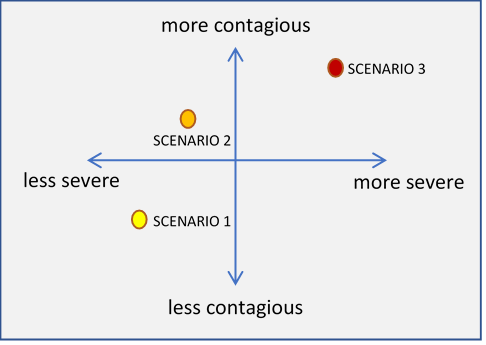 more contagious
SCENARIO 3
SCENARIO 2
less severe
more severe
SCENARIO 1
less contagious